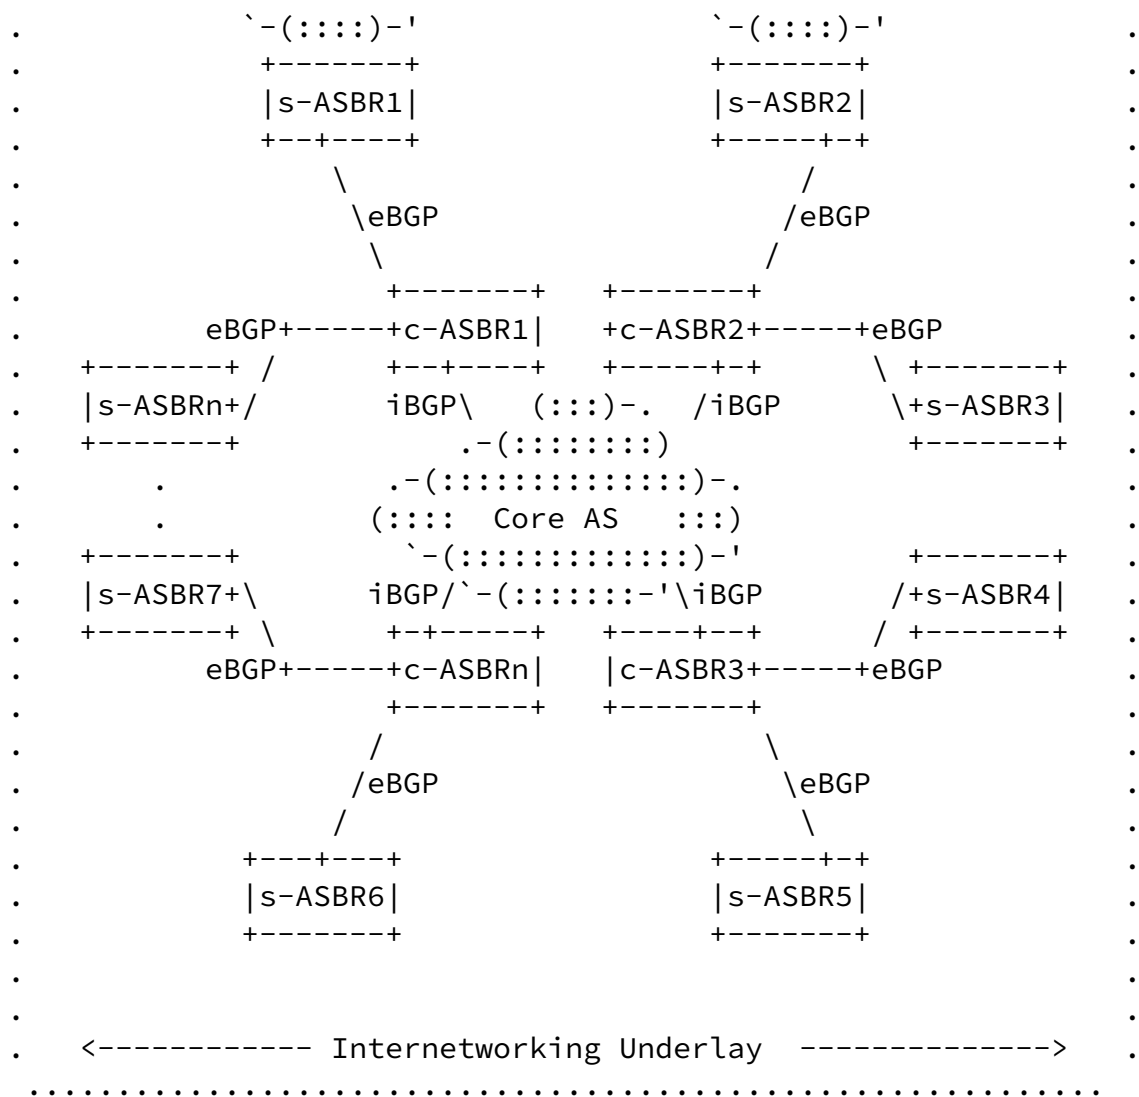 .            `-(::::)-'                `-(::::)-'             .
.             +-------+                +-------+              .
.             |s-ASBR1|                |s-ASBR2|              .
.             +--+----+                +-----+-+              .
.                 \                         /                 .
.                  \eBGP                   /eBGP              .
.                   \                     /                   .
.                    +-------+   +-------+                    .
.          eBGP+-----+c-ASBR1|   +c-ASBR2+-----+eBGP          .
.   +-------+ /      +--+----+   +-----+-+      \ +-------+   .
.   |s-ASBRn+/       iBGP\   (:::)-.  /iBGP      \+s-ASBR3|   .
.   +-------+            .-(::::::::)             +-------+   .
.       .            .-(::::::::::::::)-.                     .
.       .           (::::  Core AS   :::)                     .
.   +-------+         `-(:::::::::::::)-'         +-------+   .
.   |s-ASBR7+\      iBGP/`-(:::::::-'\iBGP       /+s-ASBR4|   .
.   +-------+ \      +-+-----+   +----+--+      / +-------+   .
.          eBGP+-----+c-ASBRn|   |c-ASBR3+-----+eBGP          .
.                    +-------+   +-------+                    .
.                   /                     \                   .
.                  /eBGP                   \eBGP              .
.                 /                         \                 .
.            +---+---+                 +-----+-+              .
.            |s-ASBR6|                 |s-ASBR5|              .
.            +-------+                 +-------+              .
.                                                             .
.                                                             .
.   <------------ Internetworking Underlay  -------------->   .
 ............................................................